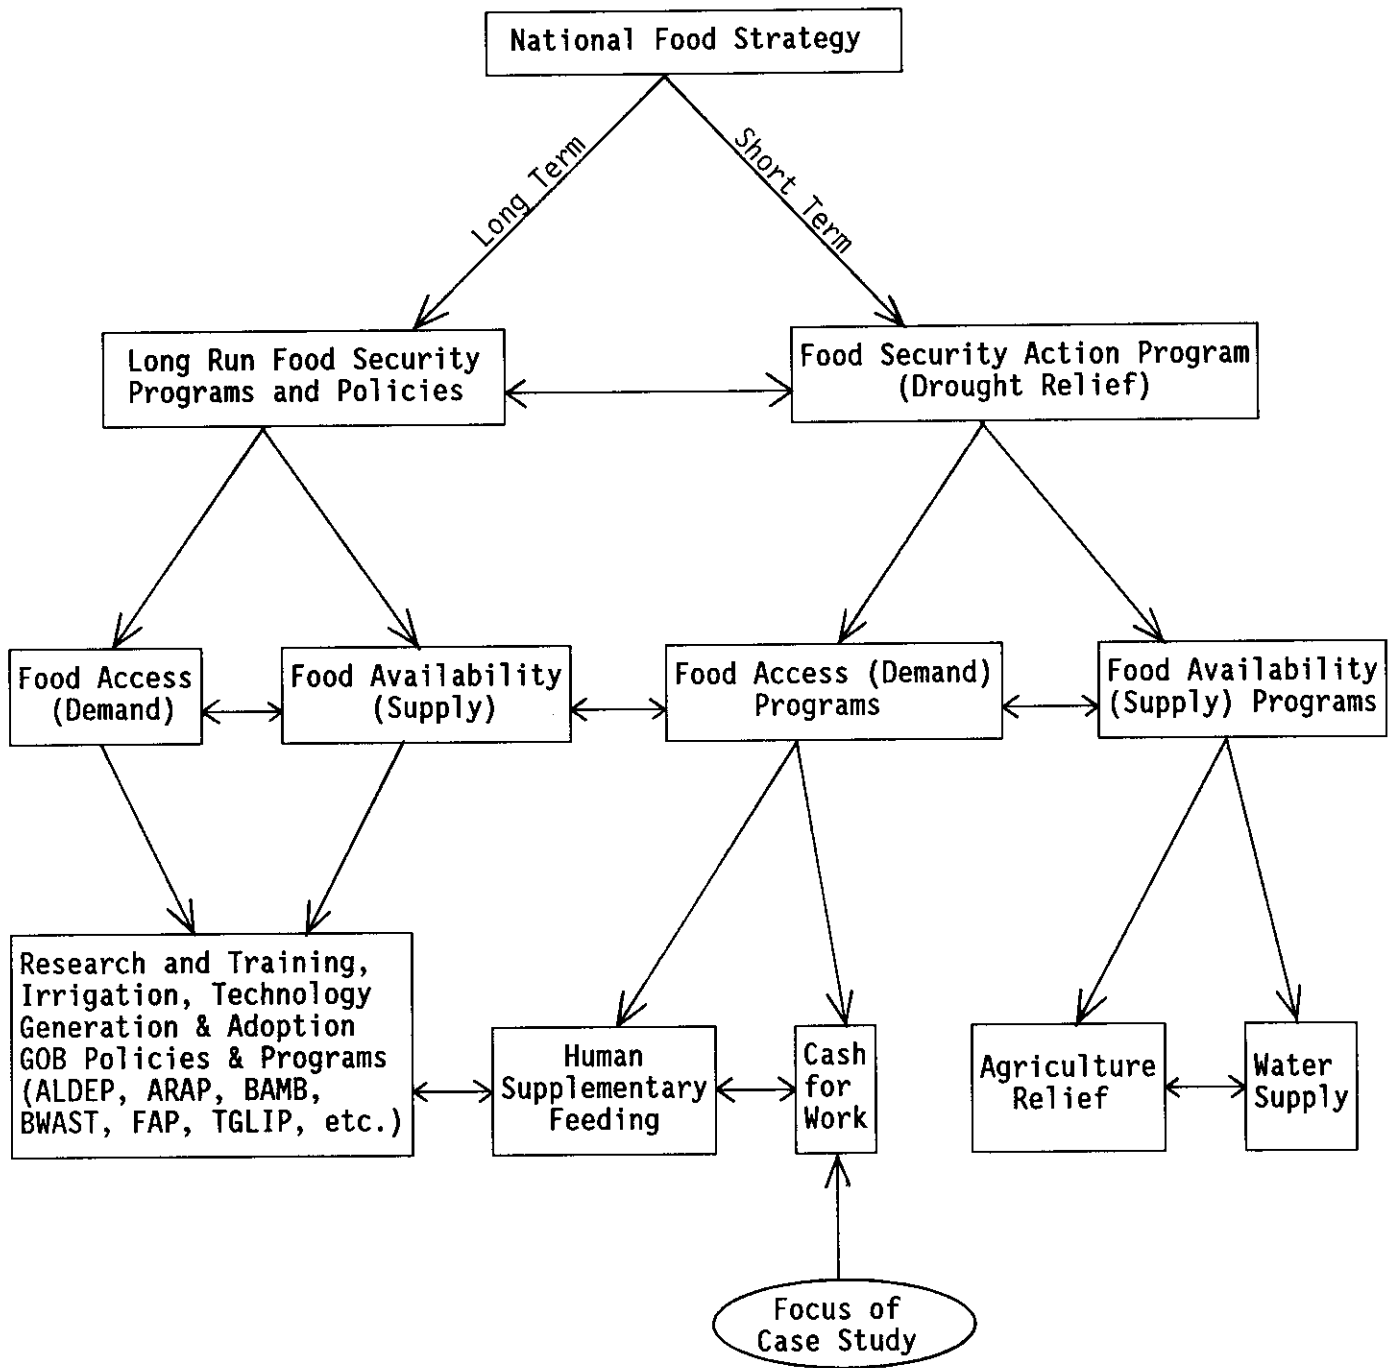 National Food Strategy
Long Term
Short Term
Long Run Food Security
Programs and Policies
Food Security Action Program
(Drought Relief)
Food Access
(Demand)
Food Availability
(Supply)
Food Access (Demand)
Programs
Food Availability
(Supply) Programs
Research and Training,
Irrigation, Technology
Generation & Adoption
GOB Policies & Programs
(ALDEP, ARAP, BAMB,
BWAST, FAP, TGLIP, etc.)
Human
Supplementary
Feeding
Cash
for
Work
Agriculture
Relief
Water
Supply
Focus of
Case Study